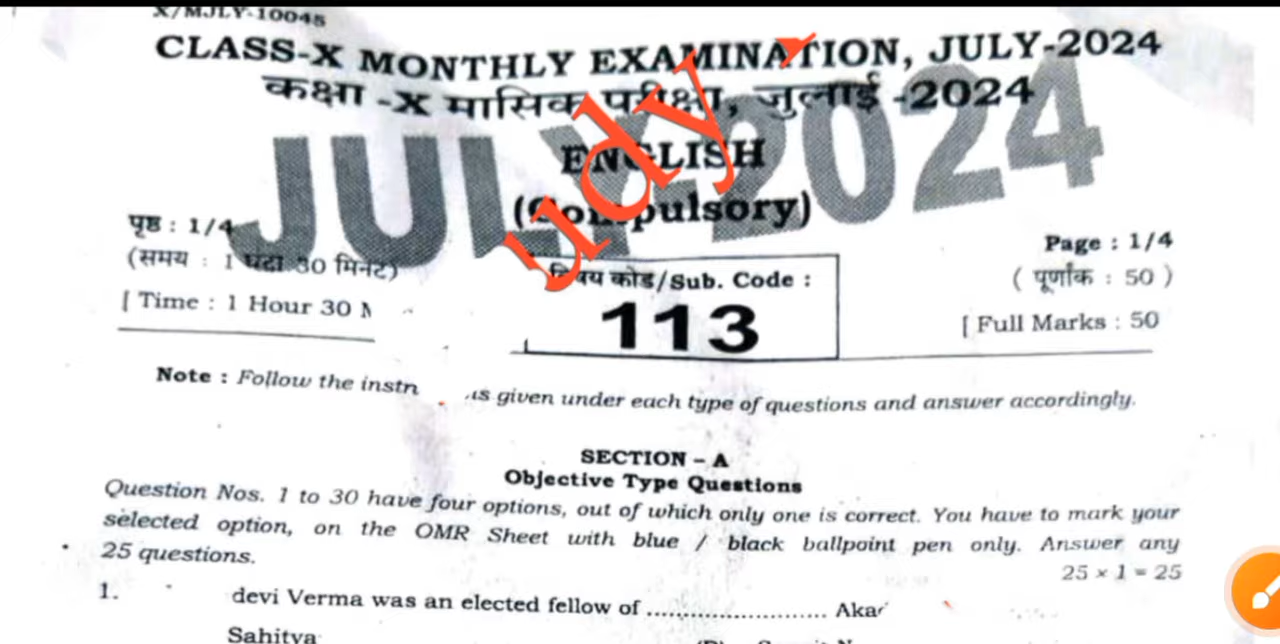 X/MJLY-10045
CLASS-X MONTHLY EXAMINATION, JULY-2024
कक्षा -X मासिक परीक्षा, जुलाई -2024
JULY-2024
udy
ENGLISH
(Compulsory)
पृष्ठ : 1/4
Page : 1/4
(समय : 1 घंटा 30 मिनट)
( पूर्णांक : 50 )
[ Time : 1 Hour 30
[ Full Marks : 50
विषय कोड/Sub. Code :
113
Note : Follow the given under each type of questions and answer accordingly.
SECTION – A
Objective Type Questions
Question Nos. 1 to 30 have four options, out of which only one is correct. You have to mark your
selected option, on the OMR Sheet with blue / black ballpoint pen only. Answer any
25 questions.
25 × 1 = 25
1. devi Verma was an elected fellow of ........................
Sahitya